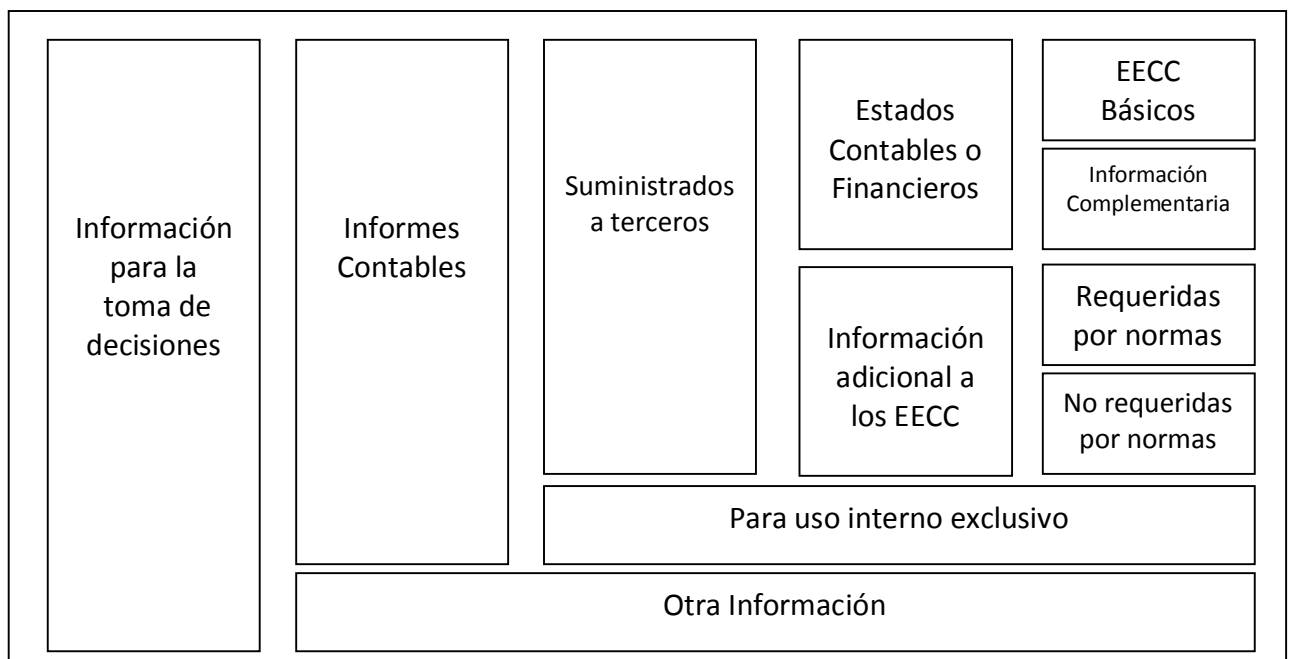 Información
para la
toma de
decisiones
Informes
Contables
Suministrados
a terceros
Estados
Contables o
Financieros
EECC
Básicos
Información
Complementaria
Información
adicional a
los EECC
Requeridas
por normas
No requeridas
por normas
Para uso interno exclusivo
Otra Información